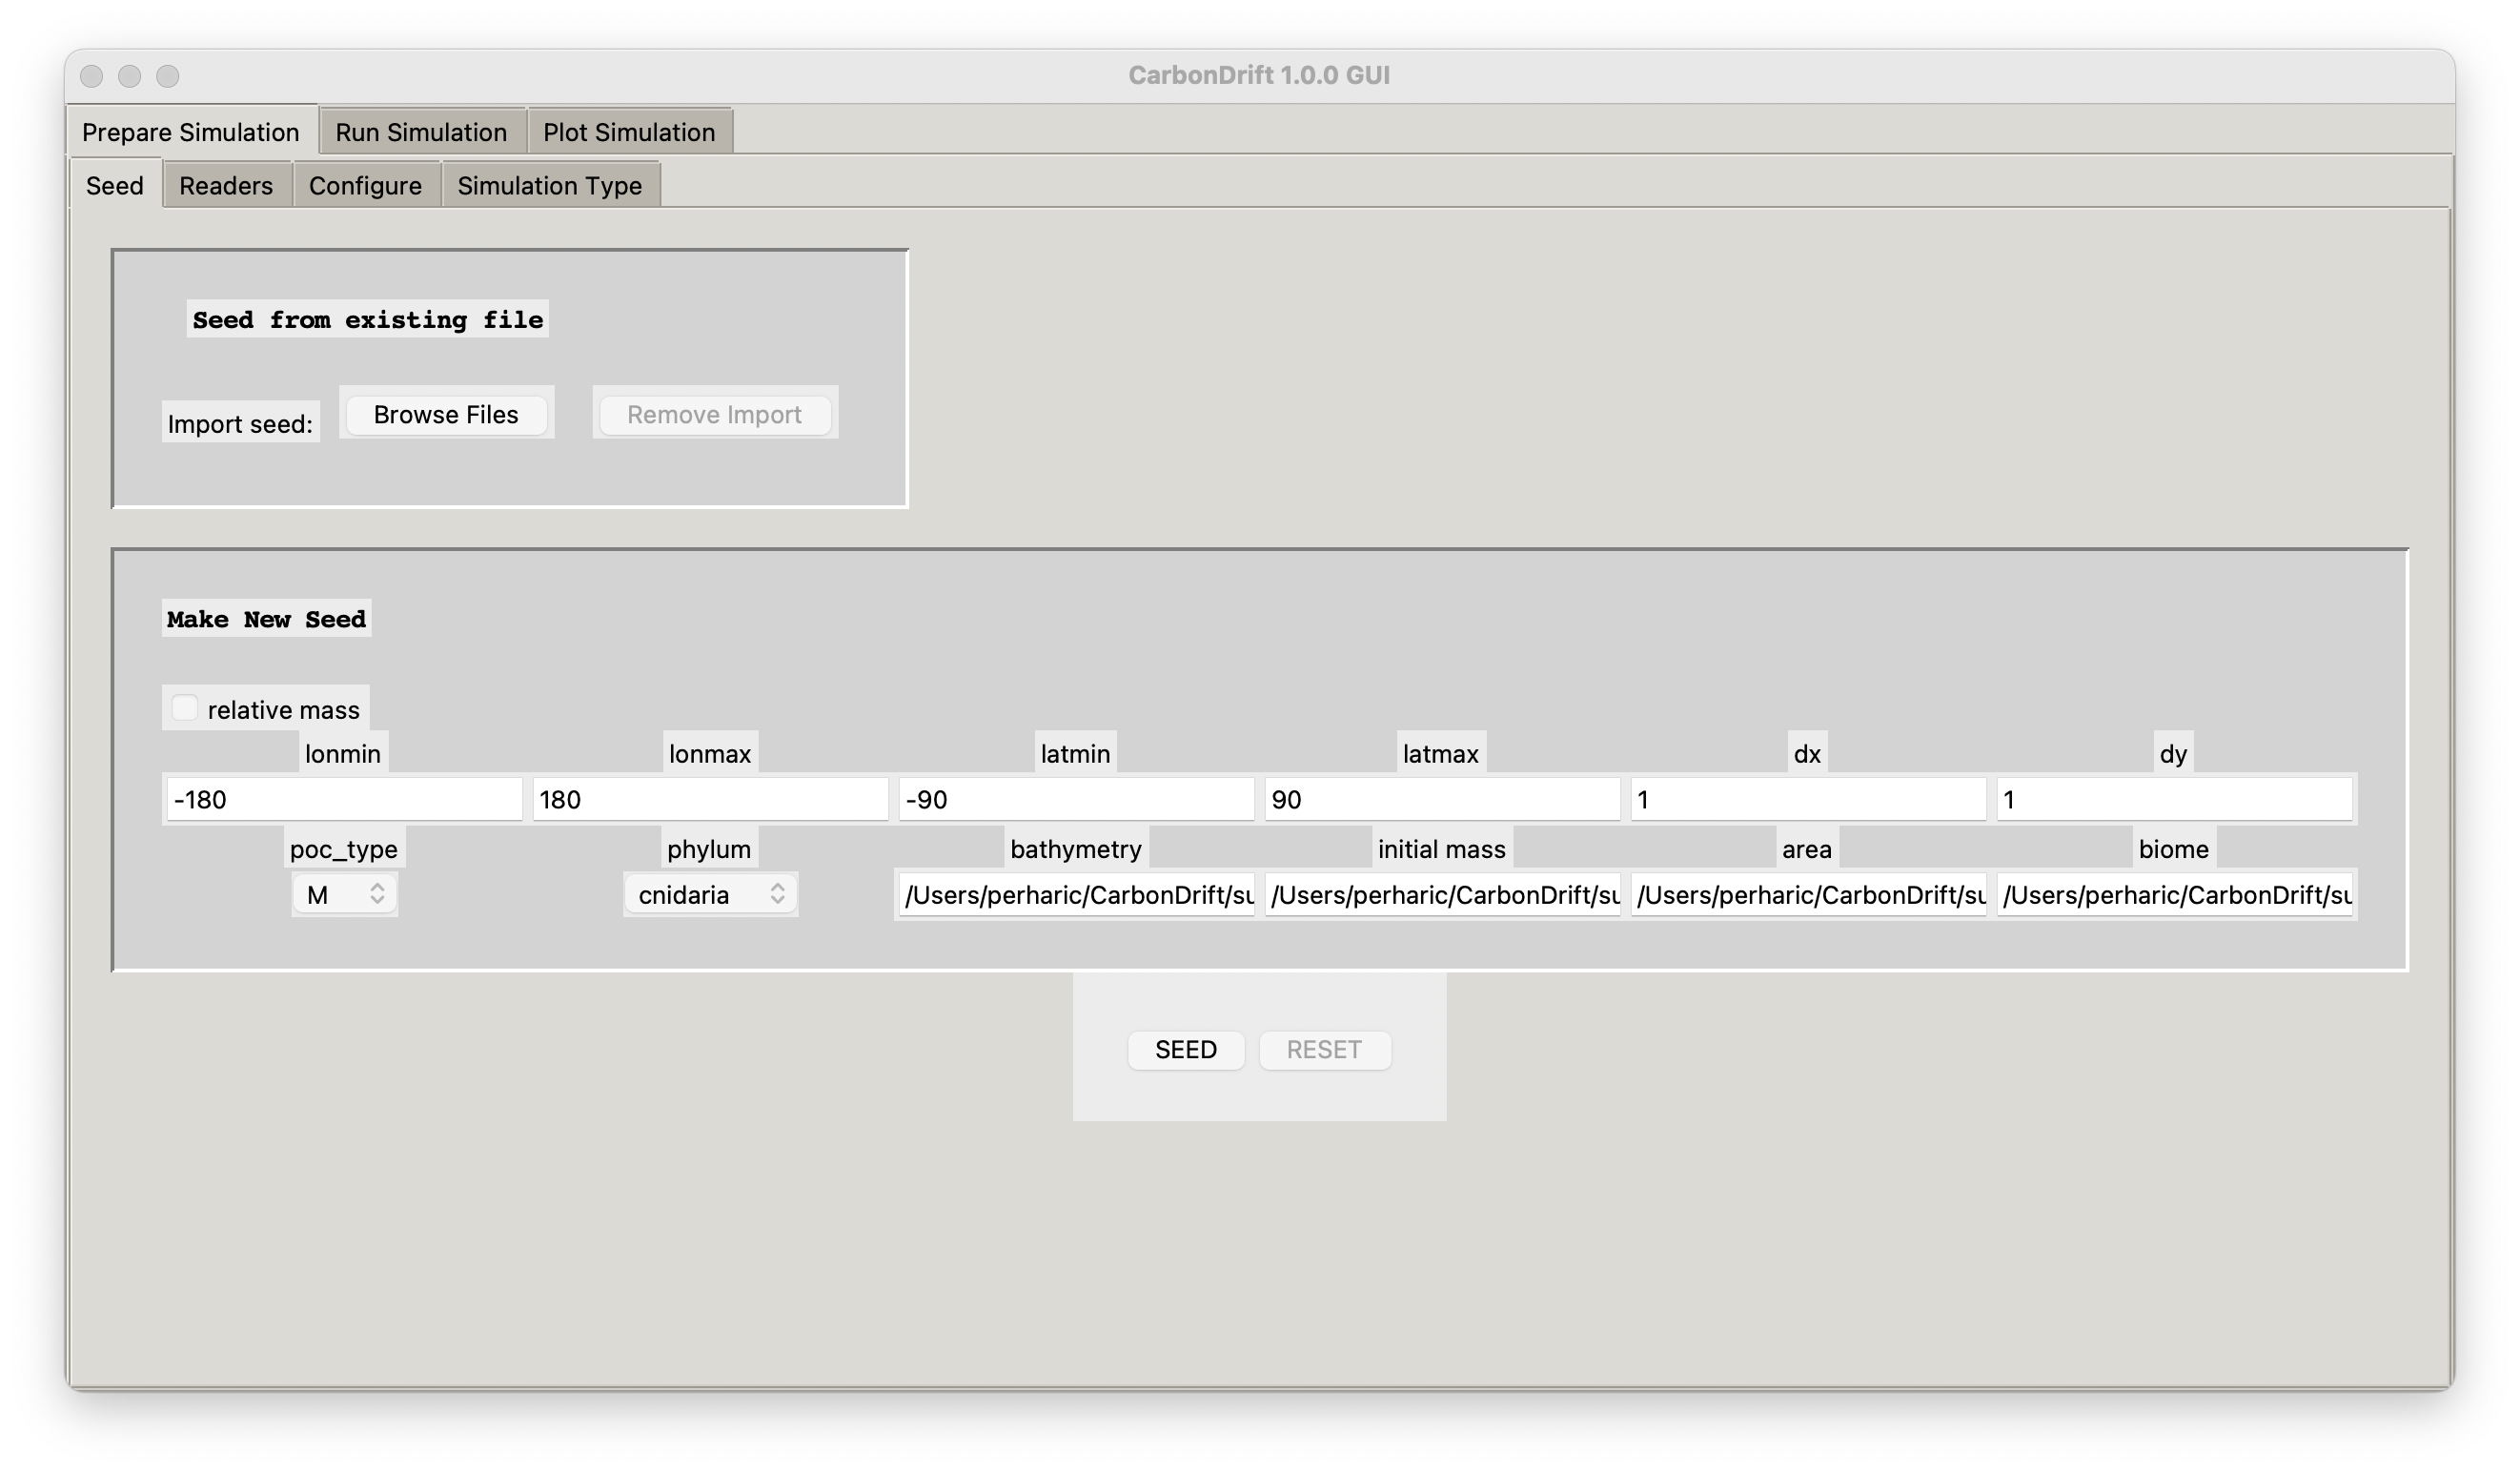 CarbonDrift 1.0.0 GUI
Prepare Simulation Run Simulation Plot Simulation
Seed Readers Configure Simulation Type
Seed from existing file
Import seed: Browse Files Remove Import
Make New Seed
relative mass
lonmin lonmax latmin latmax dx dy
-180 180 -90 90 1 1
poc_type phylum bathymetry initial mass area biome
M cnidaria /Users/perharic/CarbonDrift/su /Users/perharic/CarbonDrift/su /Users/perharic/CarbonDrift/su /Users/perharic/CarbonDrift/su
SEED RESET